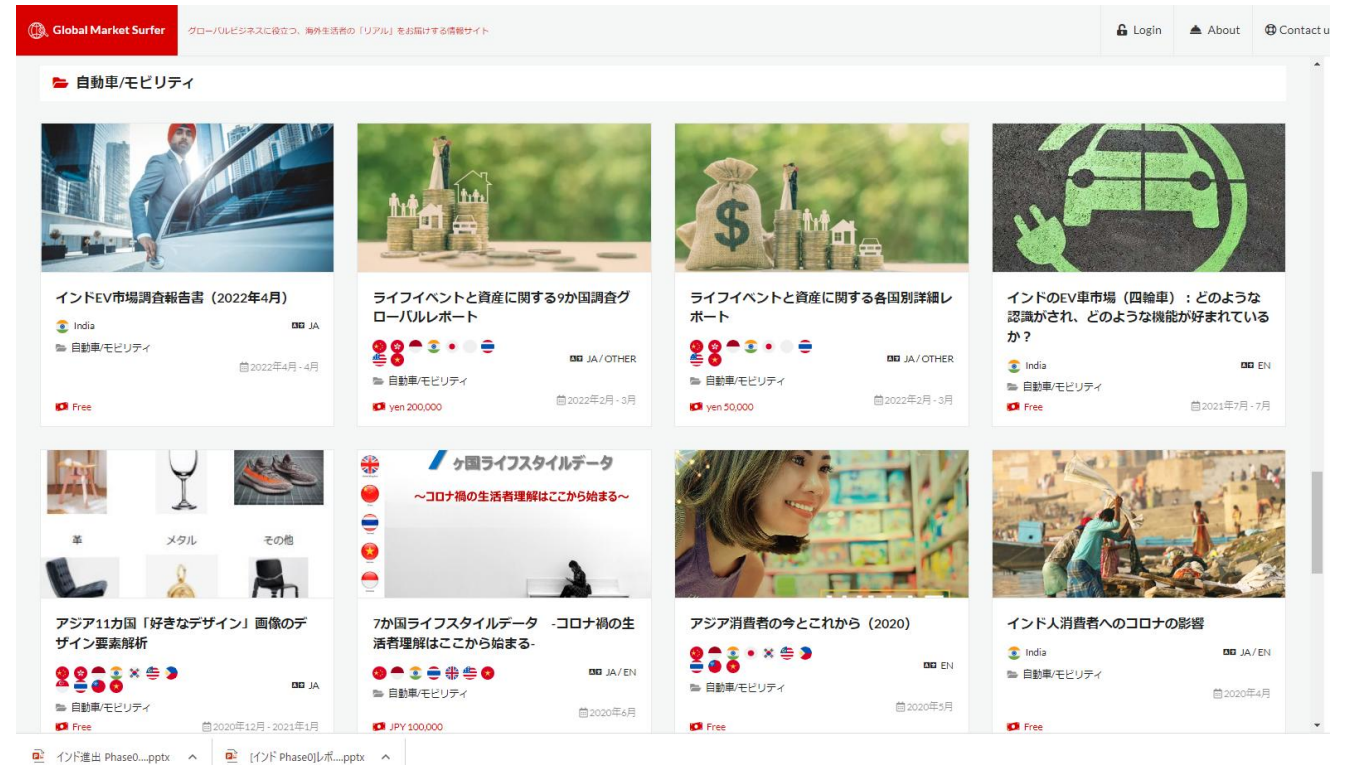 Global Market Surfer
グローバルビジネスに役立つ、海外生活者の「リアル」をお届けする情報サイト
Login
About
Contact u
自動車/モビリティ
インドEV市場調査報告書（2022年4月）
India
JA
自動車/モビリティ
2022年4月 - 4月
Free
ライフイベントと資産に関する9か国調査グ
ローバルレポート
JA / OTHER
自動車/モビリティ
2022年2月 - 3月
yen 200,000
$
ライフイベントと資産に関する各国別詳細レ
ポート
JA / OTHER
自動車/モビリティ
2022年2月 - 3月
yen 50,000
インドのEV車市場（四輪車）：どのような
認識がされ、どのような機能が好まれている
か？
India
EN
自動車/モビリティ
2021年7月 - 7月
Free
革 メタル その他
アジア11カ国「好きなデザイン」画像のデ
ザイン要素解析
JA
自動車/モビリティ
2020年12月 - 2021年1月
Free
7ヶ国ライフスタイルデータ
～コロナ禍の生活者理解はここから始まる～
7か国ライフスタイルデータ -コロナ禍の生
活者理解はここから始まる-
JA / EN
自動車/モビリティ
2020年6月
JPY 100,000
アジア消費者の今とこれから（2020）
EN
自動車/モビリティ
2020年5月
Free
インド人消費者へのコロナの影響
India
JA / EN
自動車/モビリティ
2020年4月
Free
インド進出 Phase0....pptx
[インド Phase0]レポ....pptx